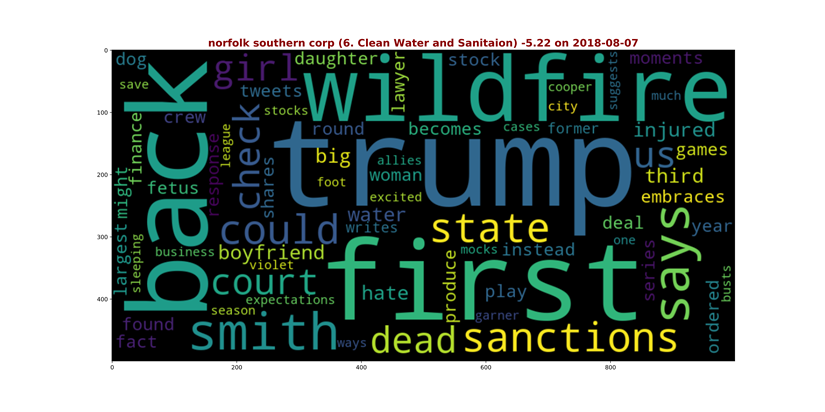 norfolk southern corp (6. Clean Water and Sanitaion) -5.22 on 2018-08-07
0
100
200
300
400
0
200
400
600
800
dog
save
crew
back
girl
tweets
daughter
stocks
wildfire
lawyer
stock
cooper
city
suggests
moments
much
finance
response
league
check
shares
round
big
foot
trump
becomes
cases
former
injured
allies
woman
excited
us
games
third
embraces
largest
might
fetus
sleeping
could
water
writes
state
deal
says
year
business
boyfriend
violet
court
expectations
season
first
mocks
instead
one
series
busts
hate
produce
play
garner
ordered
found
fact
smith
ways
dead
sanctions